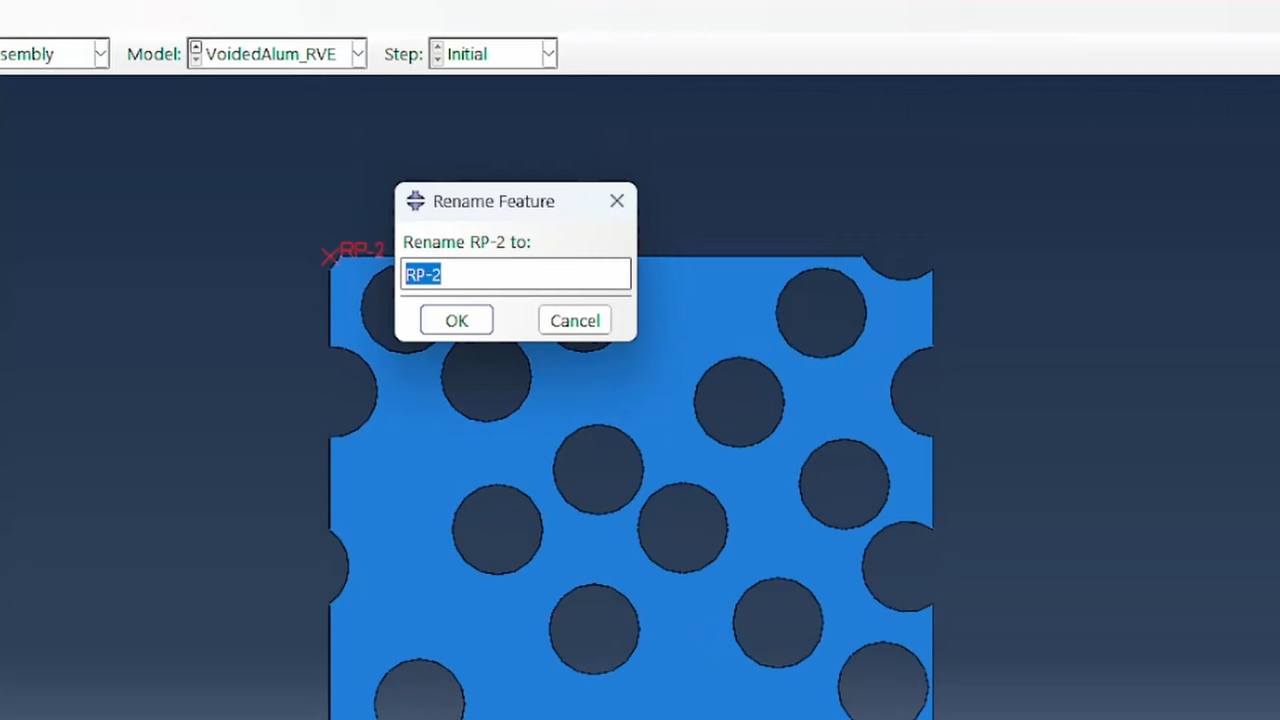 sembly Model: VoidedAlum_RVE Step: Initial
Rename Feature
RP-2
Rename RP-2 to:
RP-2
OK Cancel